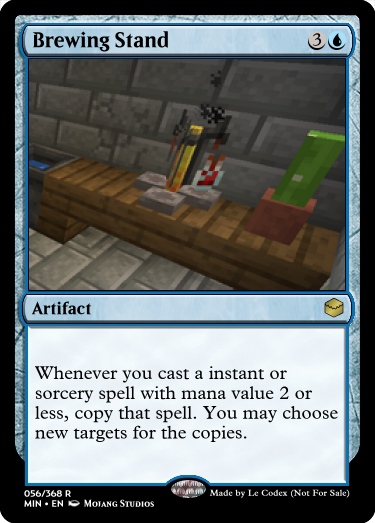 Brewing Stand 3
Artifact
Whenever you cast a instant or
sorcery spell with mana value 2 or
less, copy that spell. You may choose
new targets for the copies.
056/368 R
MIN • EN Mojang Studios
Made by Le Codex (Not For Sale)